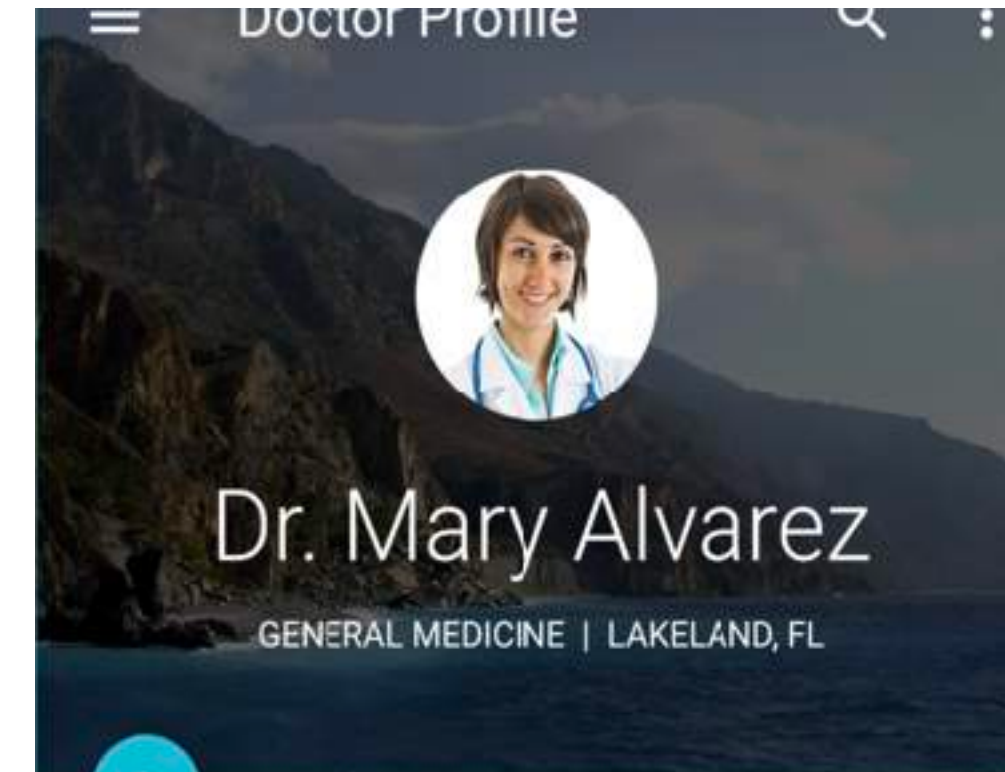 Doctor Profile
Dr. Mary Alvarez
GENERAL MEDICINE | LAKELAND, FL